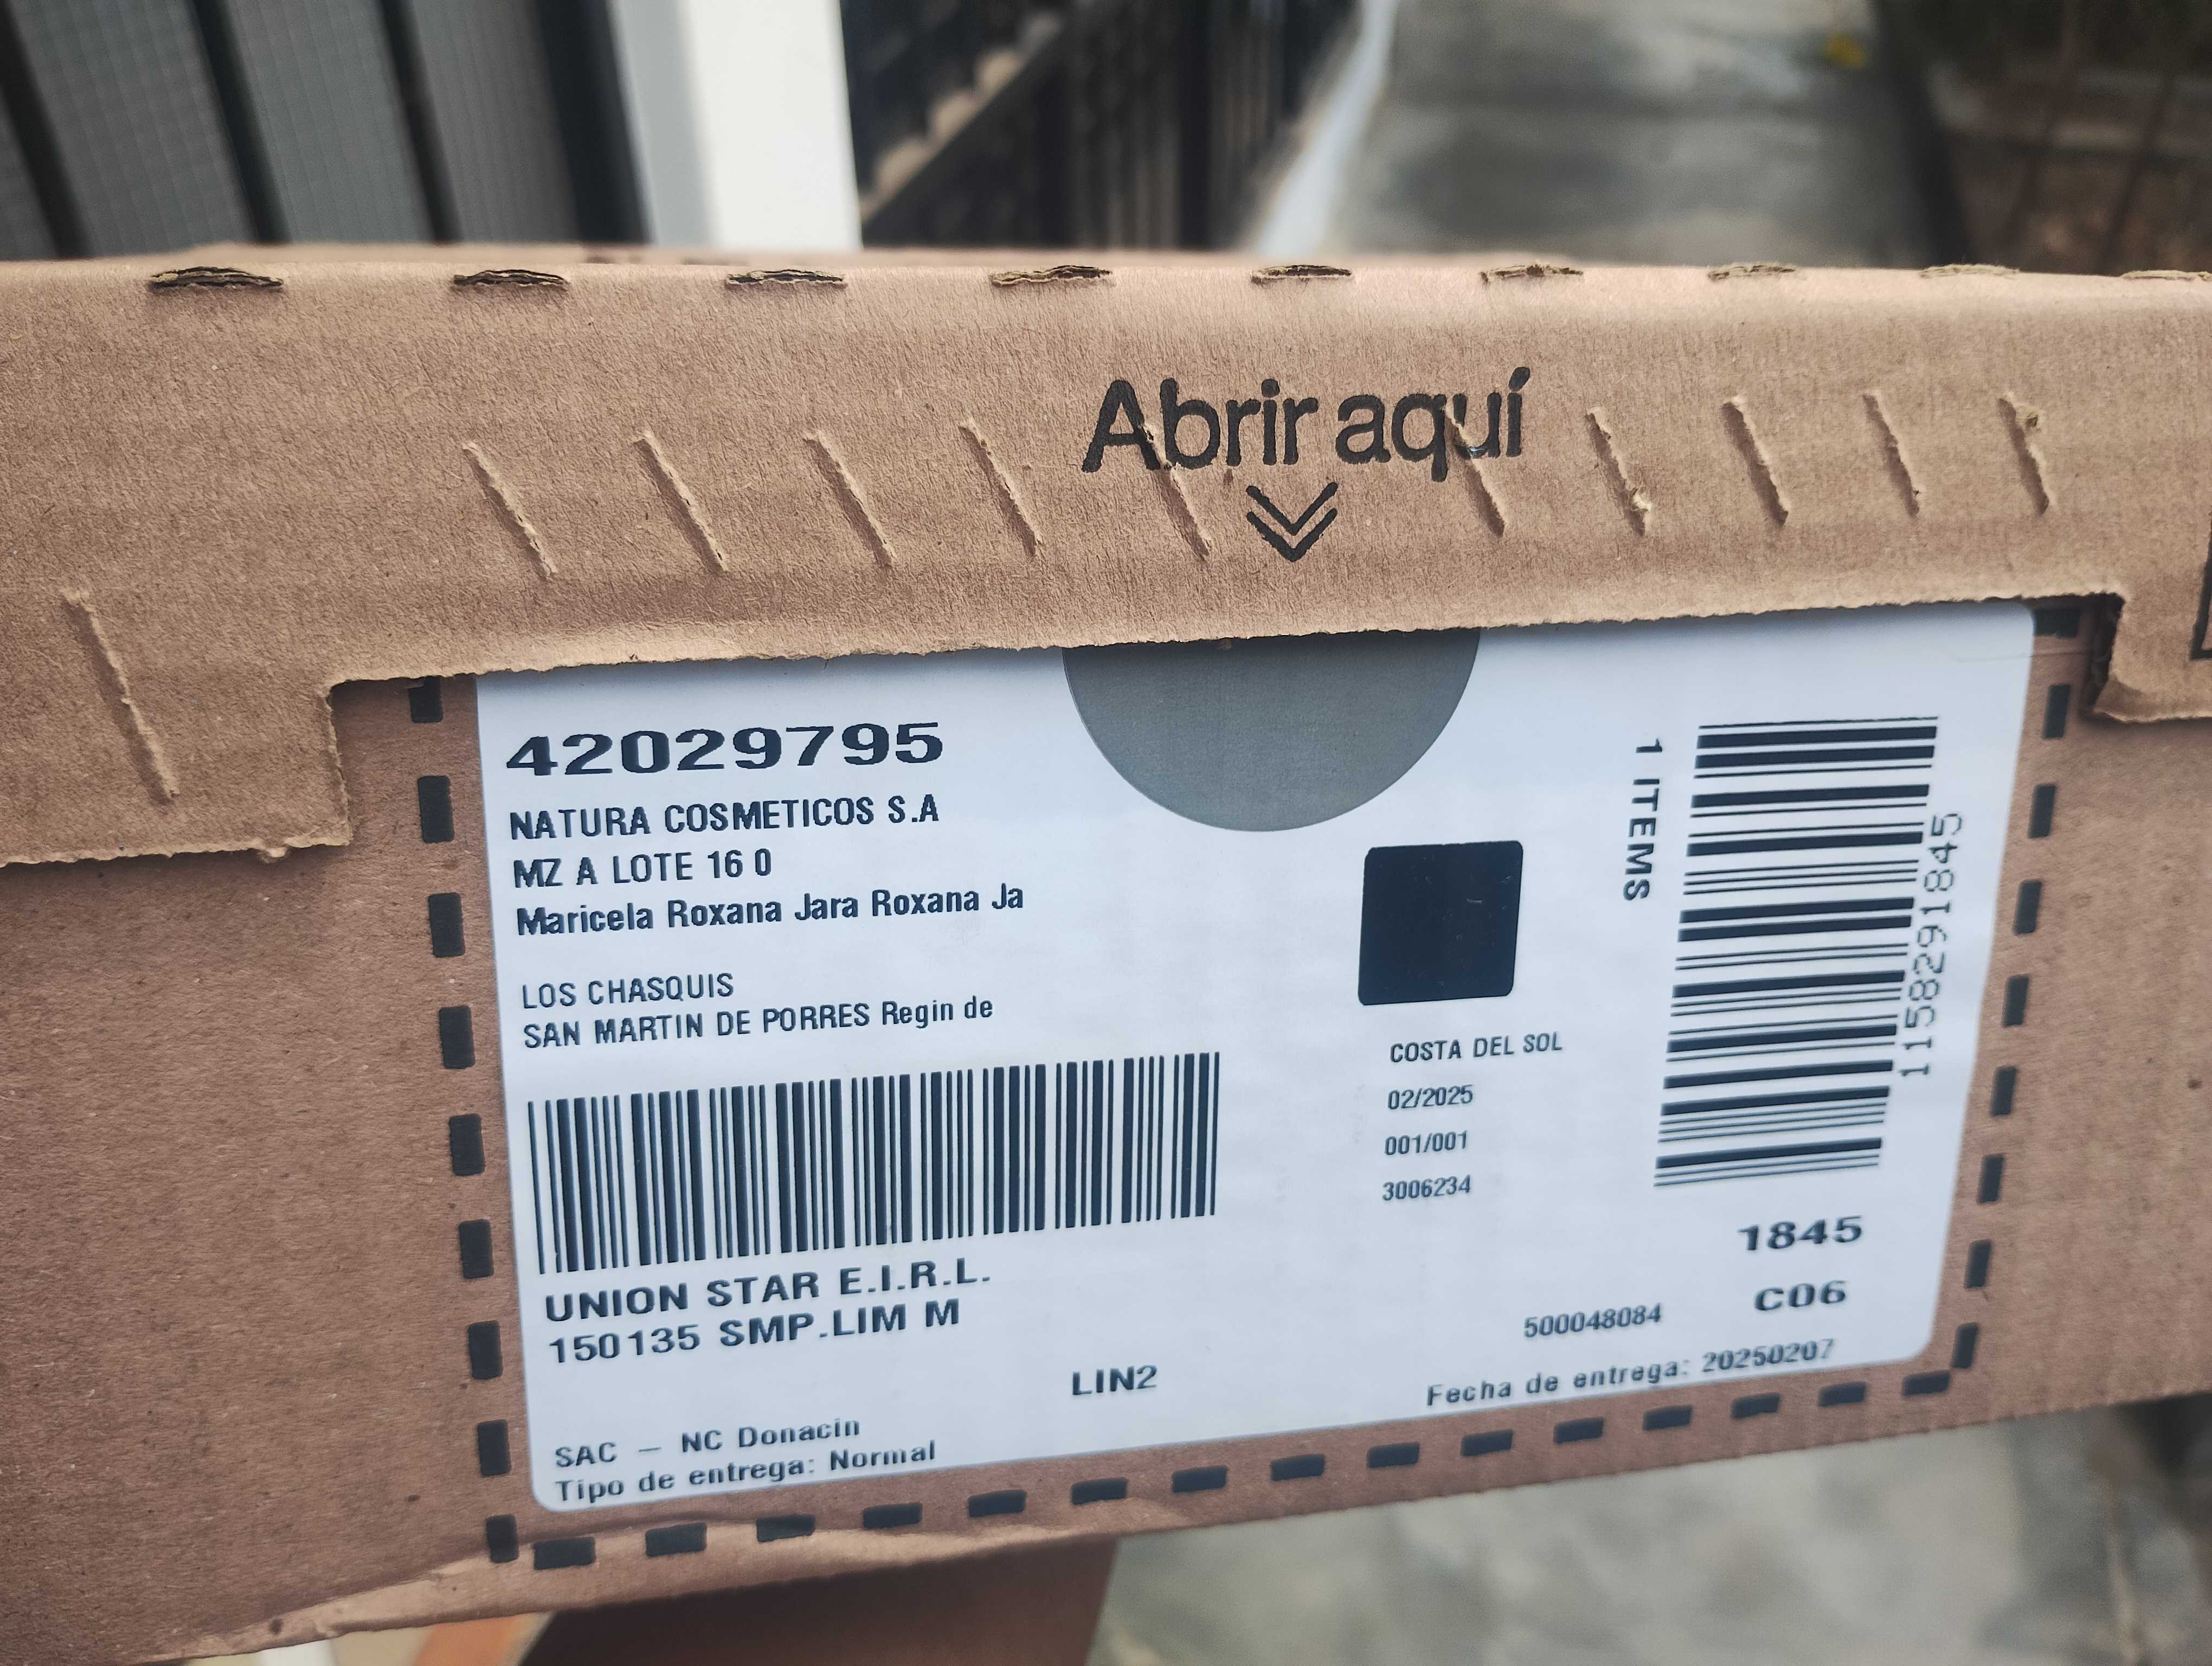 Abrir aquí
42029795
NATURA COSMETICOS S.A
MZ A LOTE 16 0
Maricela Roxana Jara Roxana Ja
LOS CHASQUIS
SAN MARTIN DE PORRES Regin de
UNION STAR E.I.R.L.
150135 SMP.LIM M
LIN2
SAC - NC Donacin
Tipo de entrega: Normal
COSTA DEL SOL
02/2025
001/001
3006234
1 ITEMS
1158291845
1845
C06
500048084
Fecha de entrega: 20250207